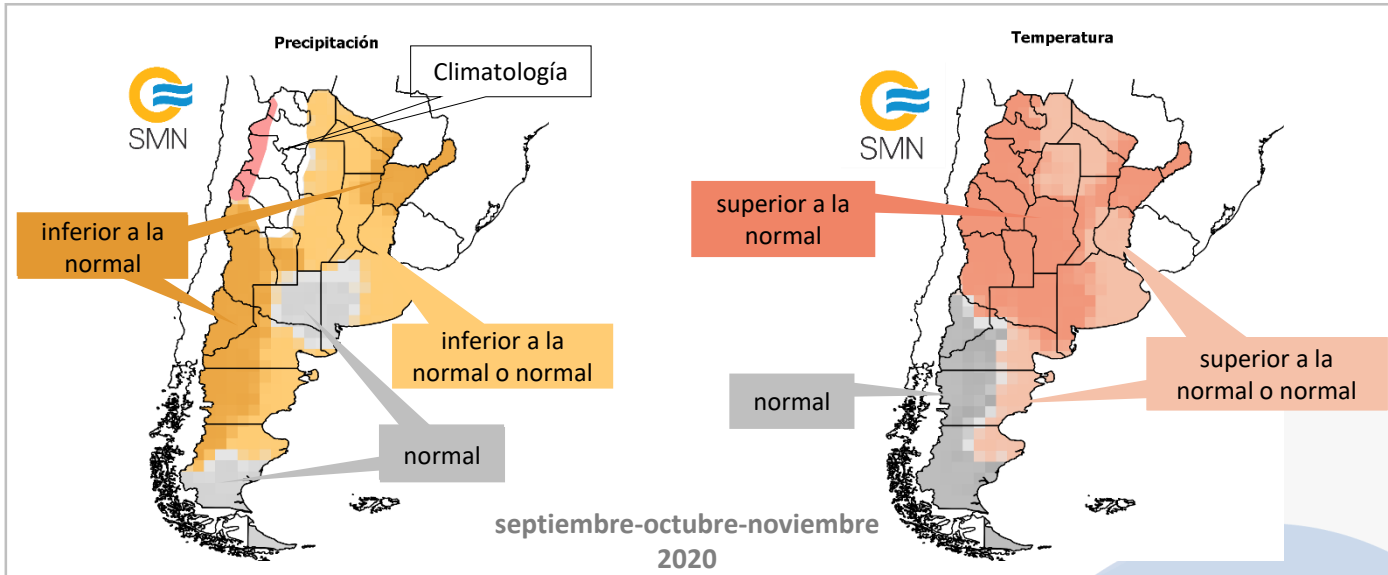 Precipitación
SMN
Climatología
inferior a la
normal
inferior a la
normal o normal
normal
Temperatura
SMN
superior a la
normal
normal
superior a la
normal o normal
septiembre-octubre-noviembre
2020